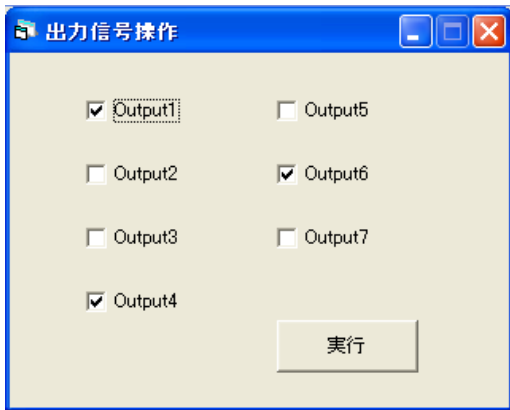 出力信号操作
Output1
Output2
Output3
Output4
Output5
Output6
Output7
実行